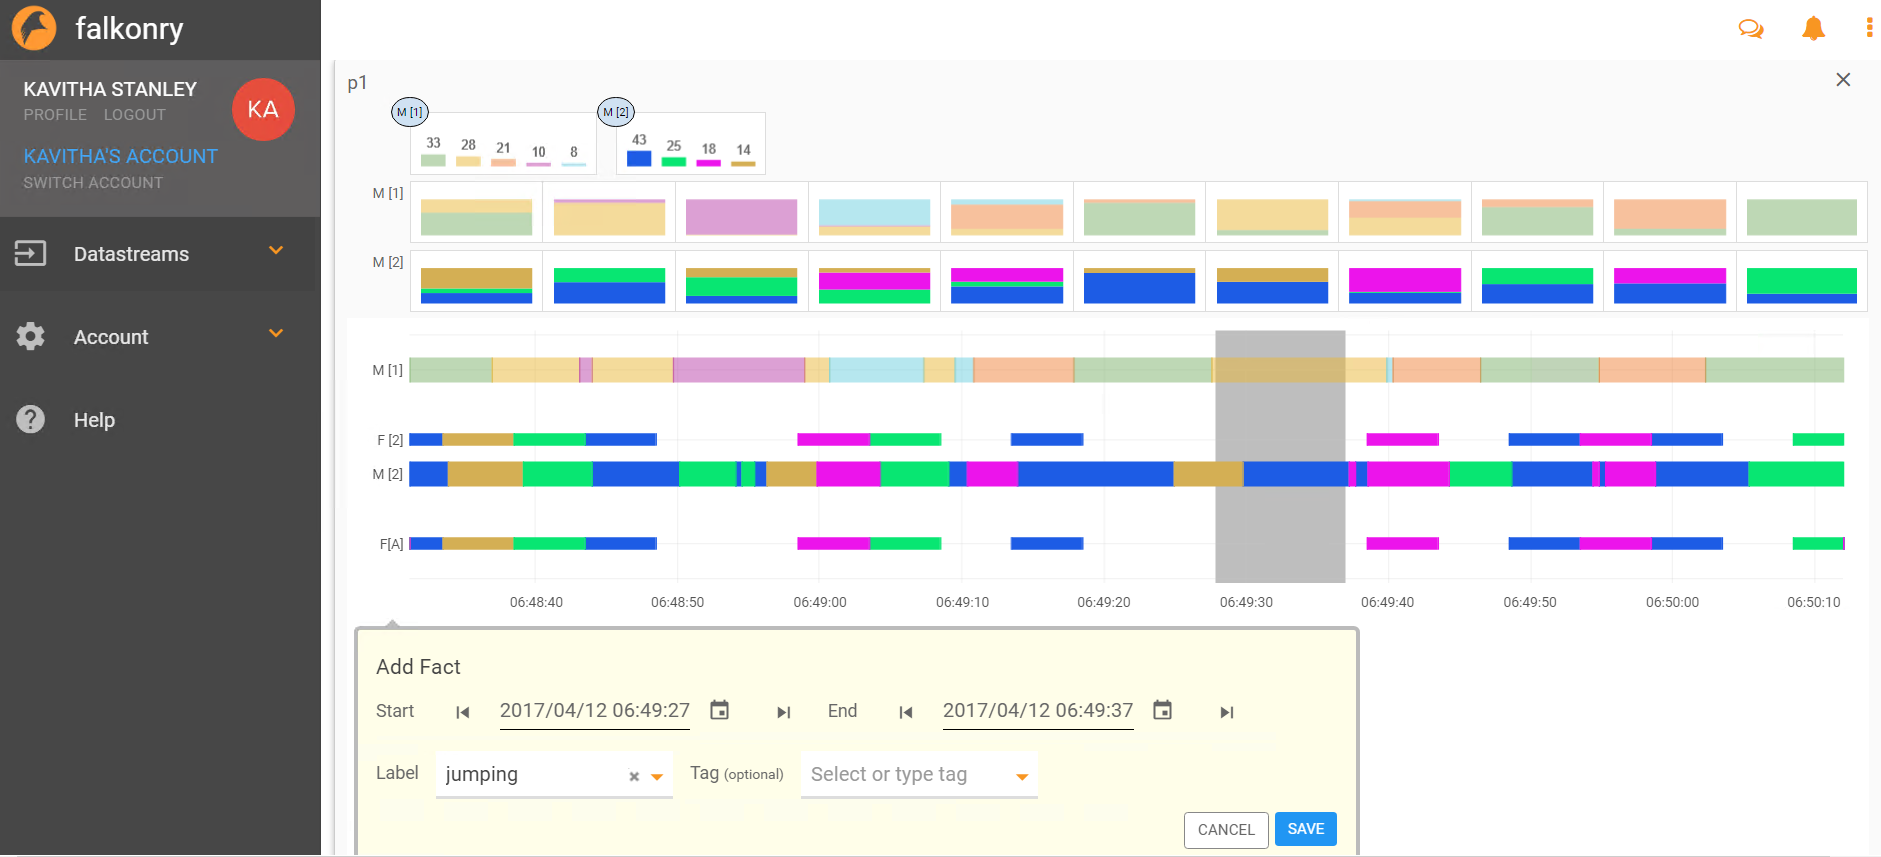 falkonry
KAVITHA STANLEY
PROFILE LOGOUT
KA
KAVITHA'S ACCOUNT
SWITCH ACCOUNT
Datastreams
Account
Help
p1
M [1] M [2]
33 28 21 10 8
43 25 18 14
M [1]
M [2]
M [1]
F [2]
M [2]
F[A]
06:48:40 06:48:50 06:49:00 06:49:10 06:49:20 06:49:30 06:49:40 06:49:50 06:50:00 06:50:10
Add Fact
Start 2017/04/12 06:49:27 End 2017/04/12 06:49:37
Label jumping Tag (optional) Select or type tag
CANCEL SAVE